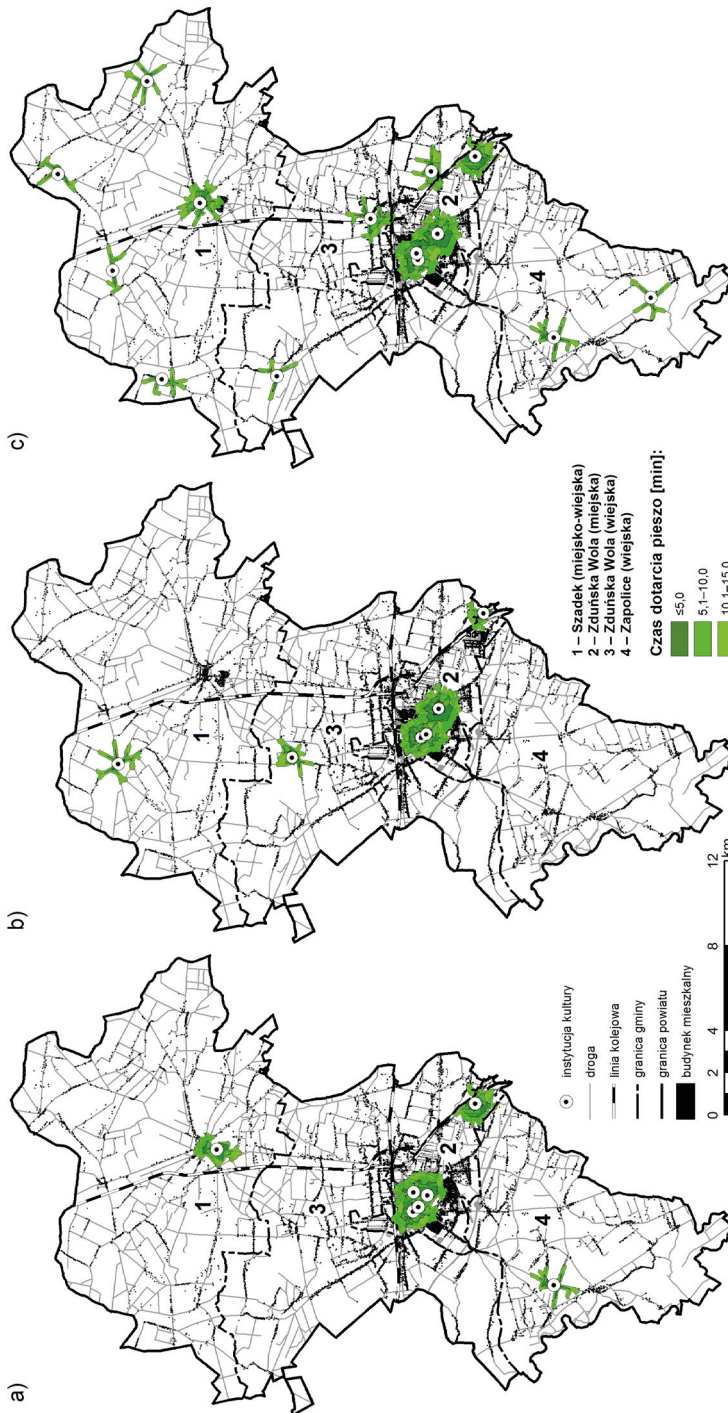 a)
1
3
2
4
b)
1
3
2
4
c)
1
3
2
4
instytucja kultury
droga
linia kolejowa
granica gminy
granica powiatu
budynek mieszkalny
0 2 4 8 12
km
1 – Szadek (miejsko-wiejska)
2 – Zduńska Wola (miejska)
3 – Zduńska Wola (wiejska)
4 – Zapolice (wiejska)
Czas dotarcia pieszo [min]:
≤5,0
5,1–10,0
10,1–15,0